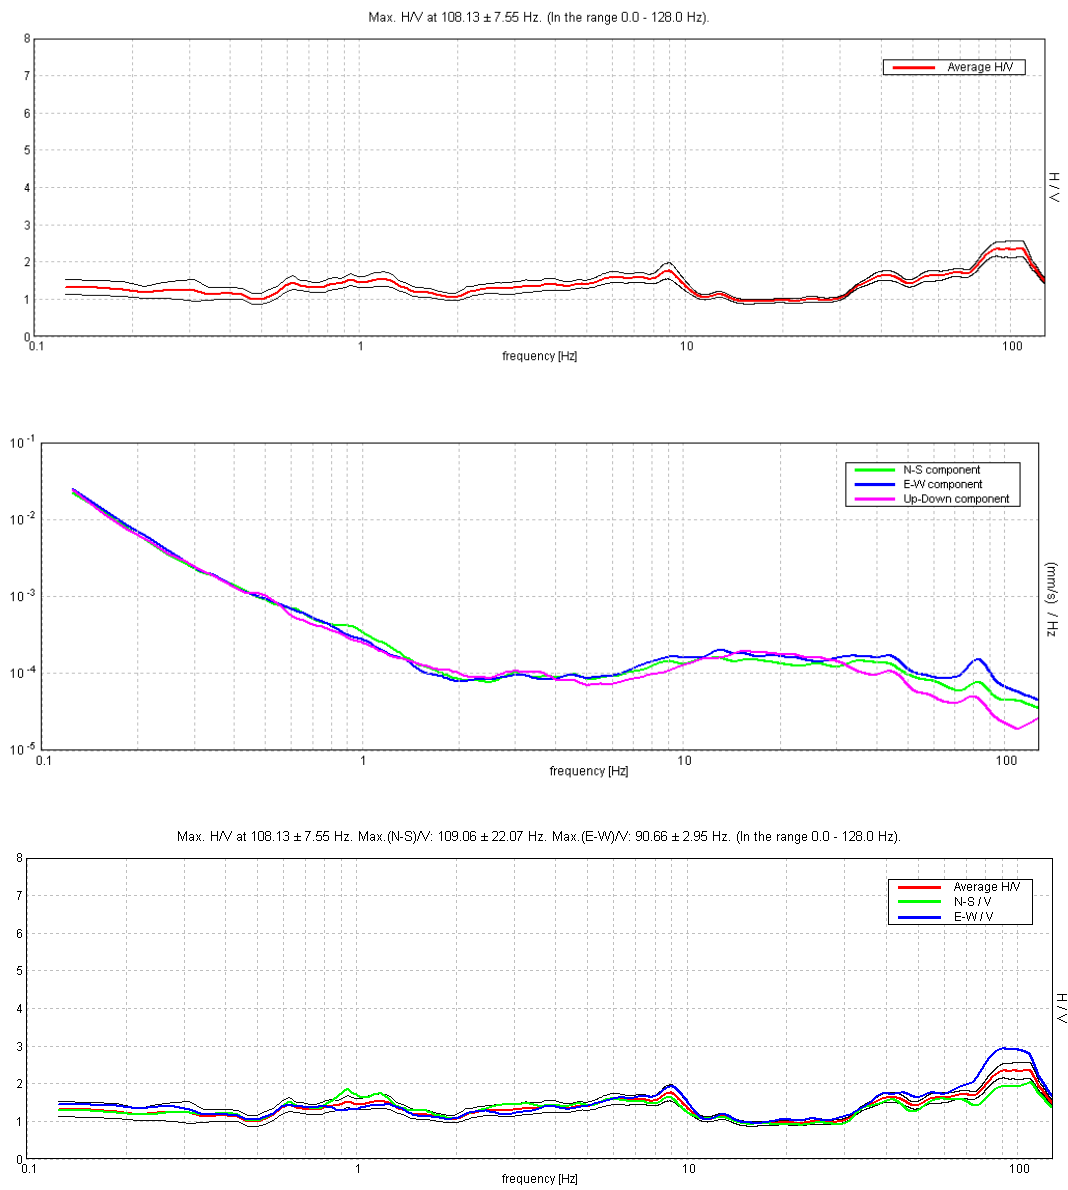 Max. H/V at 108.13 ± 7.55 Hz. (In the range 0.0 - 128.0 Hz).
8
7
6
5
4
3
2
1
0
Average H/V
H / V
0.1 1 10 100
frequency [Hz]
10 -1
10 -2
10 -3
10 -4
10 -5
N-S component
E-W component
Up-Down component
(mm/s) / Hz
0.1 1 10 100
frequency [Hz]
Max. H/V at 108.13 ± 7.55 Hz. Max.(N-S)/V: 109.06 ± 22.07 Hz. Max.(E-W)/V: 90.66 ± 2.95 Hz. (In the range 0.0 - 128.0 Hz).
8
7
6
5
4
3
2
1
0
Average H/V
N-S / V
E-W / V
H / V
0.1 1 10 100
frequency [Hz]